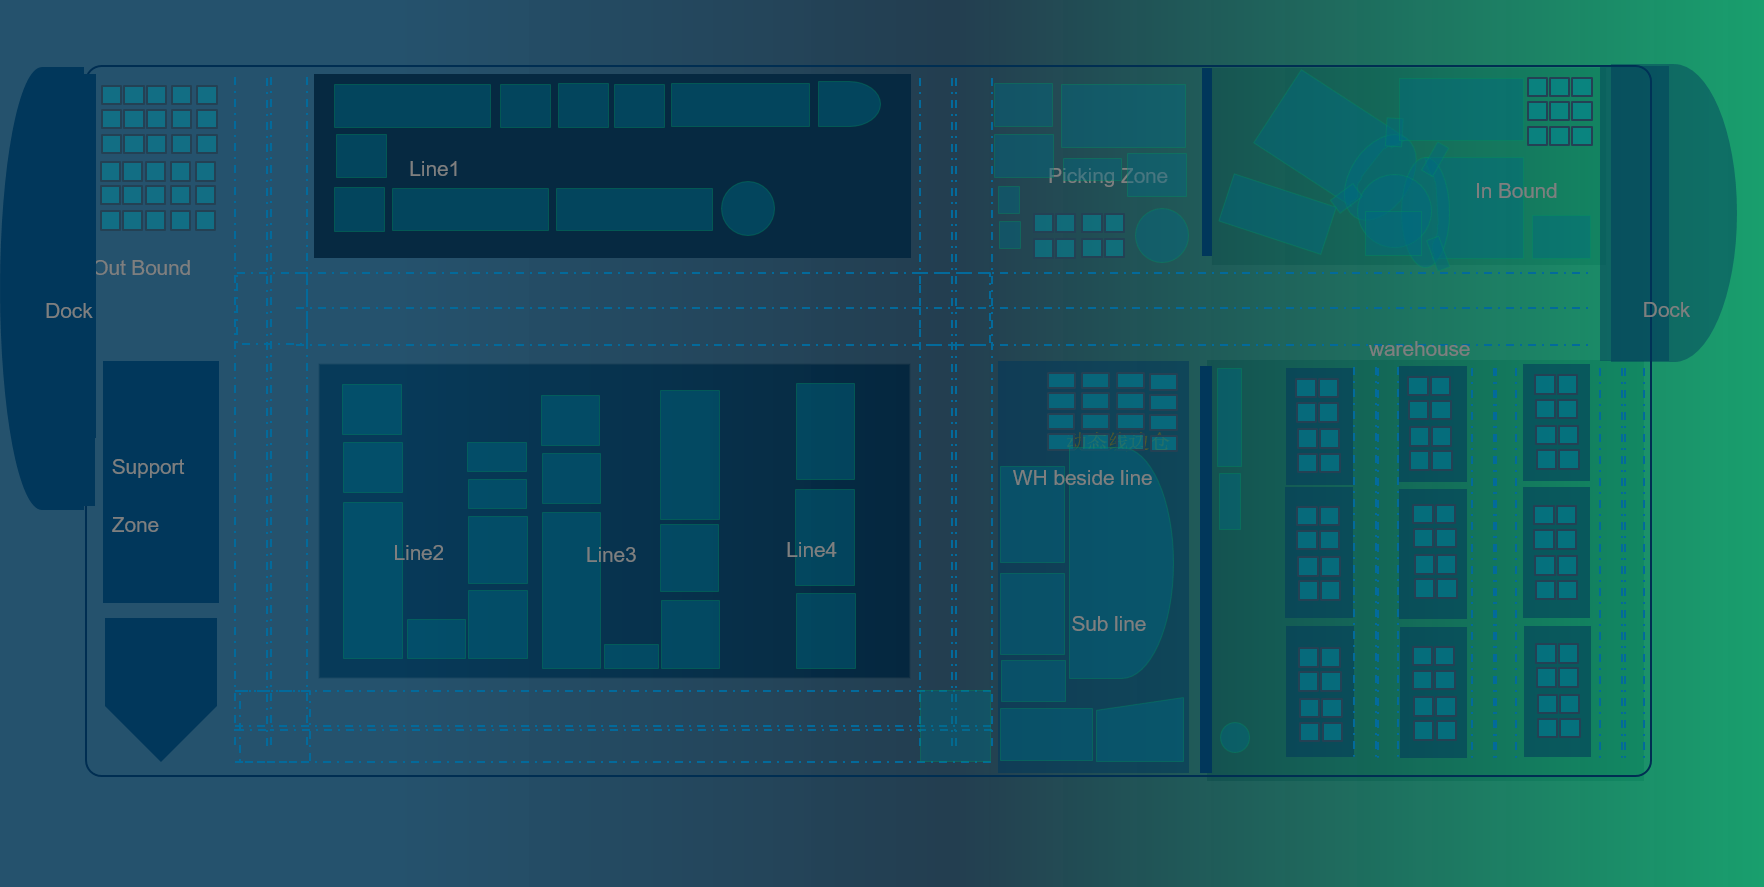 Line1
Picking Zone
In Bound
Out Bound
Dock
Dock
warehouse
Support
Zone
WH beside line
Line2
Line3
Line4
Sub line